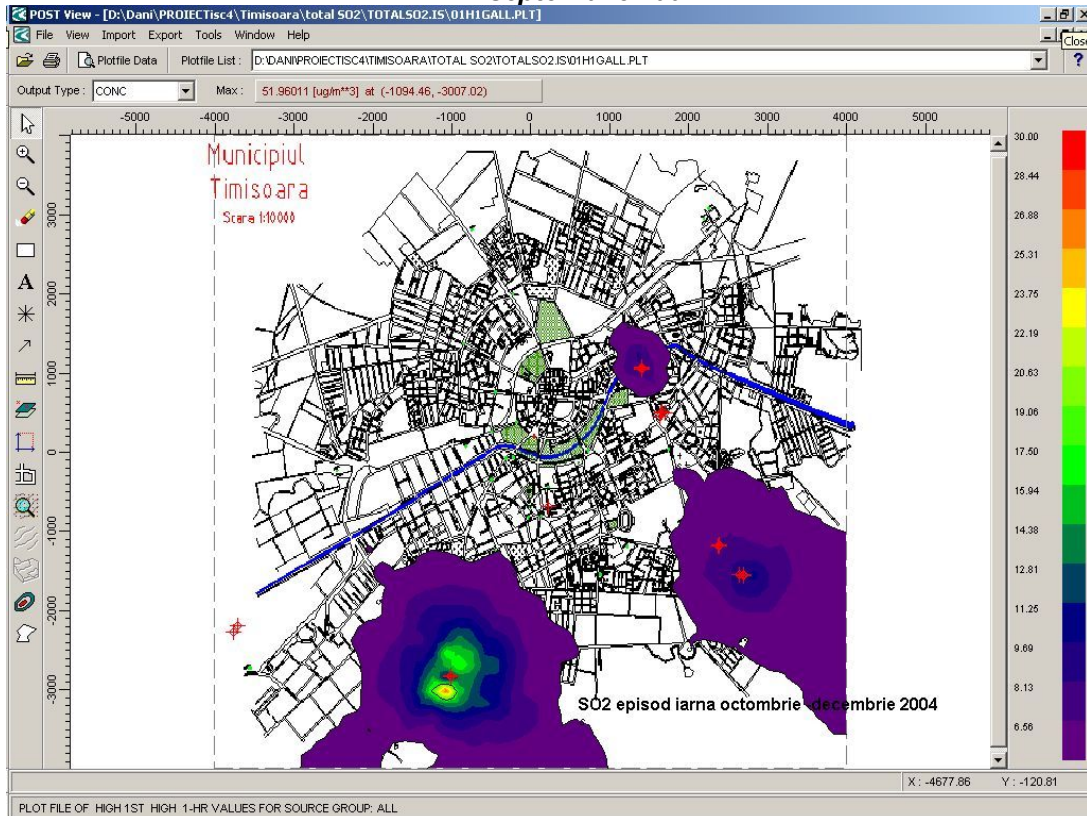 POST View - [D:\Dani\PROIECTisc4\Timisoara\total SO2\TOTALSO2.IS\01H1GALL.PLT]
File View Import Export Tools Window Help
Close
Plotfile Data Plotfile List : D:\DANI\PROIECTISC4\TIMISOARA\TOTAL SO2\TOTALSO2.IS\01H1GALL.PLT
Output Type : CONC Max : 51.96011 [ug/m**3] at (-1094.46, -3007.02)
-5000 -4000 -3000 -2000 -1000 0 1000 2000 3000 4000 5000
3000
2000
1000
0
-1000
-2000
-3000
A
Municipiul
Timisoara
Scara 1:10000
SO2 episod iarna octombrie -decembrie 2004
30.00
28.44
26.88
25.31
23.75
22.19
20.63
19.06
17.50
15.94
14.38
12.81
11.25
9.69
8.13
6.56
X : -4677.86 Y : -120.81
PLOT FILE OF HIGH 1ST HIGH 1-HR VALUES FOR SOURCE GROUP: ALL